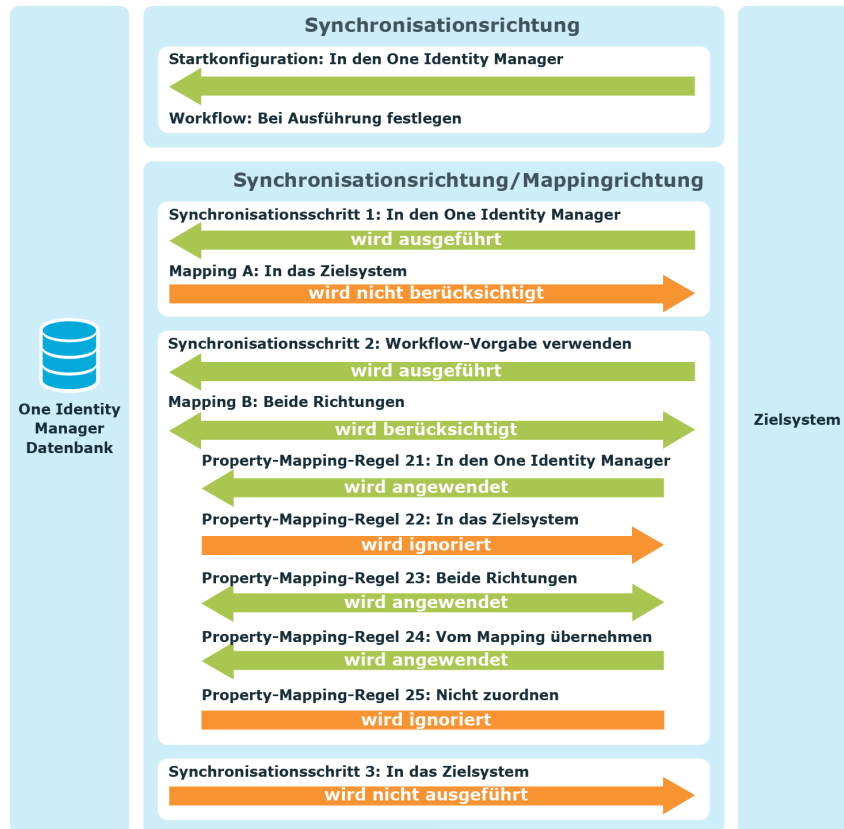 Synchronisationsrichtung
Startkonfiguration: In den One Identity Manager
Workflow: Bei Ausführung festlegen
Synchronisationsrichtung/Mappingrichtung
Synchronisationsschritt 1: In den One Identity Manager
wird ausgeführt
Mapping A: In das Zielsystem
wird nicht berücksichtigt
Synchronisationsschritt 2: Workflow-Vorgabe verwenden
wird ausgeführt
Mapping B: Beide Richtungen
wird berücksichtigt
Property-Mapping-Regel 21: In den One Identity Manager
wird angewendet
Property-Mapping-Regel 22: In das Zielsystem
wird ignoriert
Property-Mapping-Regel 23: Beide Richtungen
wird angewendet
Property-Mapping-Regel 24: Vom Mapping übernehmen
wird angewendet
Property-Mapping-Regel 25: Nicht zuordnen
wird ignoriert
Synchronisationsschritt 3: In das Zielsystem
wird nicht ausgeführt
One Identity
Manager
Datenbank
Zielsystem